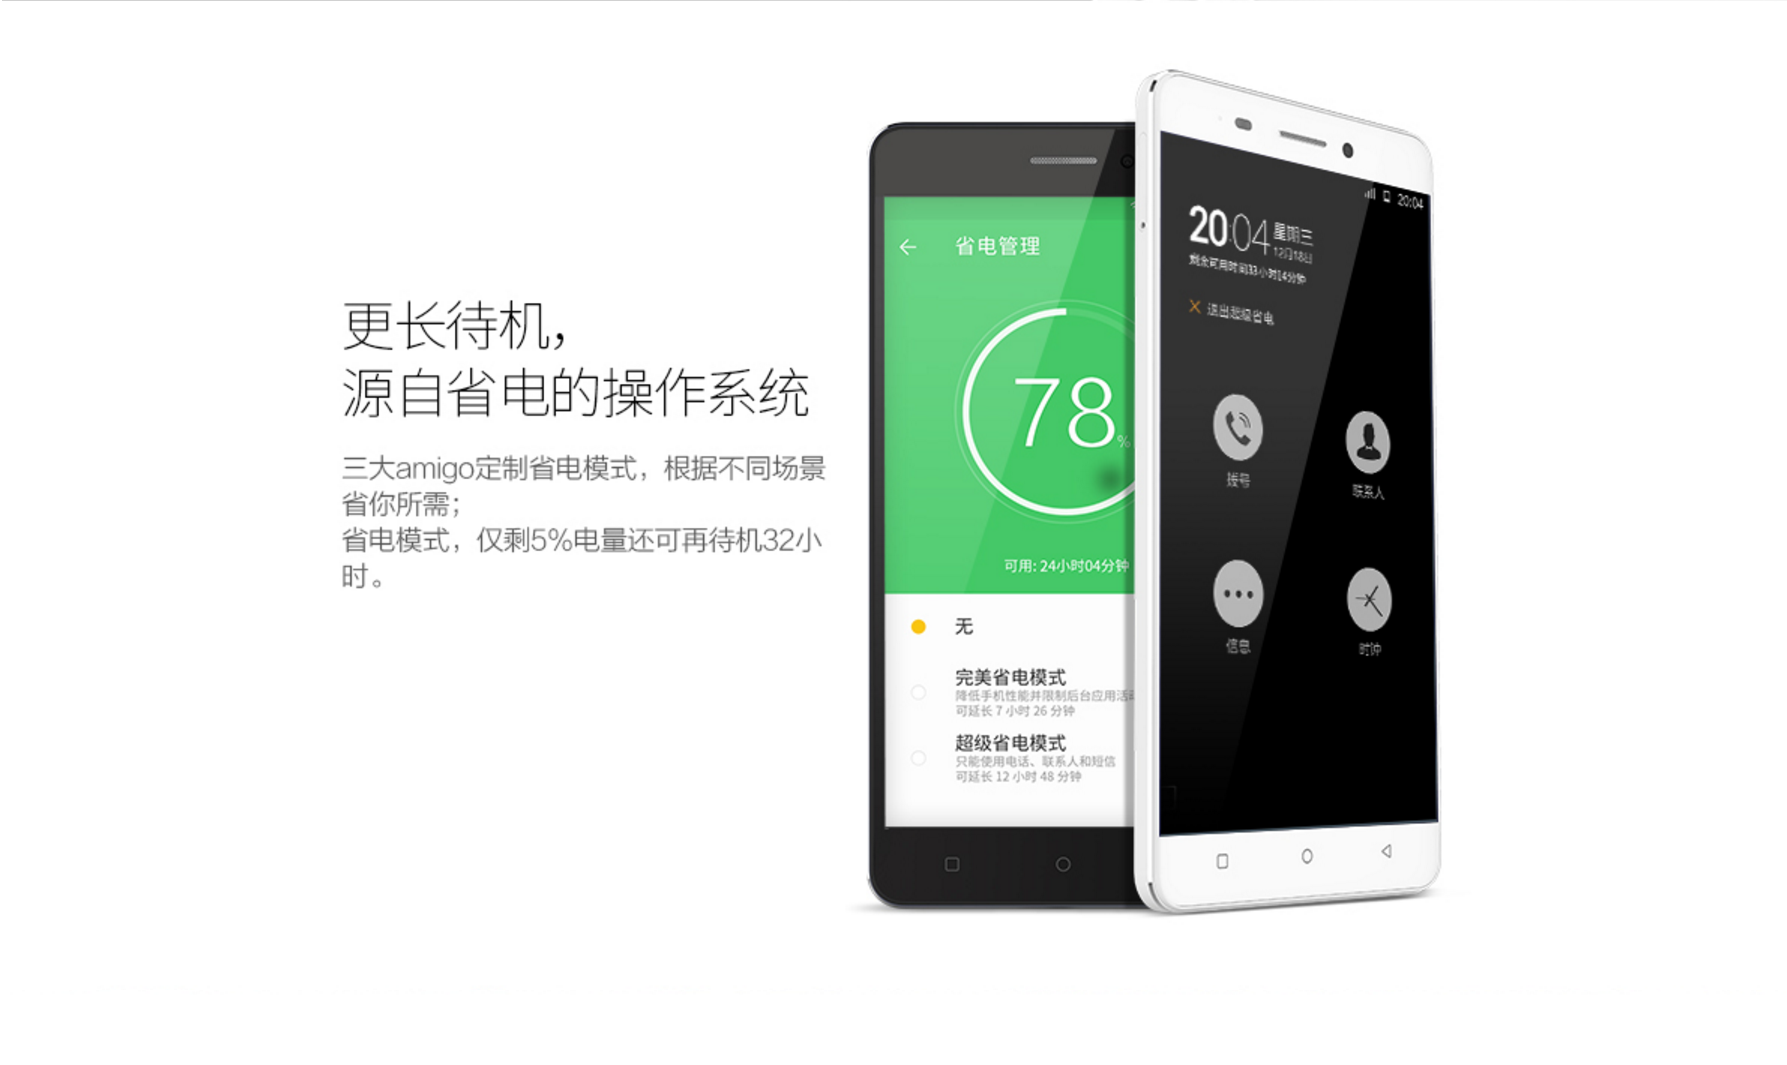 更长待机，
源自省电的操作系统
三大amigo定制省电模式，根据不同场景
省你所需；
省电模式，仅剩5%电量还可再待机32小
时。
省电管理
78%
可用: 24小时04分钟
无
完美省电模式
降低手机性能并限制后台应用活动
可延长 7 小时 26 分钟
超级省电模式
只能使用电话、联系人和短信
可延长 12 小时 48 分钟
20:04
20:04 星期三
12月18日
剩余可用时间33小时14分钟
退出超级省电
拨号
联系人
信息
时钟